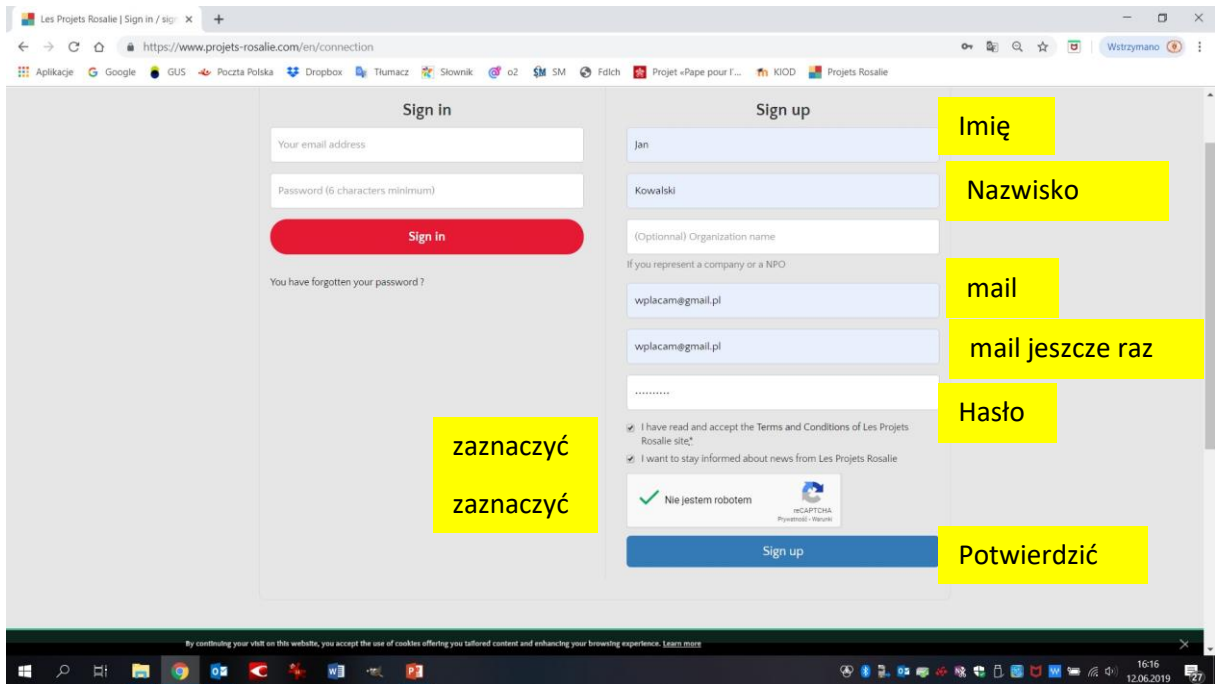 Les Projets Rosalie | Sign in / sig
https://www.projets-rosalie.com/en/connection
Wstrzymano
Aplikacje Google GUS Poczta Polska Dropbox Tłumacz Słownik o2 SM Fdlch Projet «Pape pour l'... KIOD Projets Rosalie
Sign in
Your email address
Password (6 characters minimum)
Sign in
You have forgotten your password ?
Sign up
Jan
Imię
Kowalski
Nazwisko
(Optionnal) Organization name
If you represent a company or a NPO
wplacam@gmail.pl
mail
wplacam@gmail.pl
mail jeszcze raz
..........
Hasło
zaznaczyć
I have read and accept the Terms and Conditions of Les Projets
Rosalie site.*
I want to stay informed about news from Les Projets Rosalie
zaznaczyć
Nie jestem robotem
reCAPTCHA
Prywatność - Warunki
Sign up
Potwierdzić
By continuing your visit on this website, you accept the use of cookies offering you tailored content and enhancing your browsing experience. Learn more
16:16
12.06.2019
27